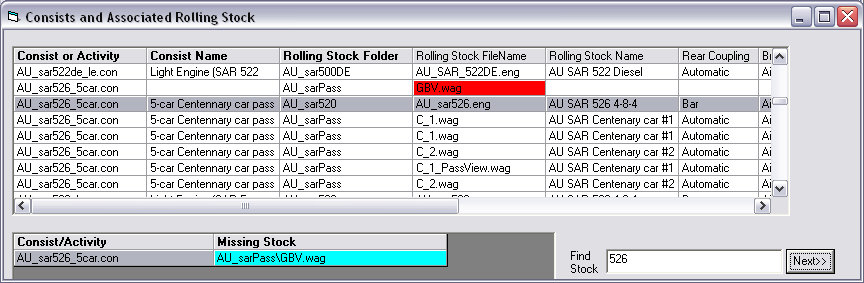 Consists and Associated Rolling Stock
Consist or Activity Consist Name Rolling Stock Folder Rolling Stock FileName Rolling Stock Name Rear Coupling
AU_sar522de_le.con Light Engine (SAR 522 AU_sar500DE AU_SAR_522DE.eng AU SAR 522 Diesel Automatic Ai
AU_sar526_5car.con AU_sarPass GBV.wag
AU_sar526_5car.con 5-car Centennary car pass AU_sar520 AU_sar526.eng AU SAR 526 4-8-4 Bar Ai
AU_sar526_5car.con 5-car Centennary car pass AU_sarPass C_1.wag AU SAR Centenary car #1 Automatic Ai
AU_sar526_5car.con 5-car Centennary car pass AU_sarPass C_1.wag AU SAR Centenary car #1 Automatic Ai
AU_sar526_5car.con 5-car Centennary car pass AU_sarPass C_2.wag AU SAR Centenary car #2 Automatic Ai
AU_sar526_5car.con 5-car Centennary car pass AU_sarPass C_1_PassView.wag AU SAR Centenary car #1 Automatic Ai
AU_sar526_5car.con 5-car Centennary car pass AU_sarPass C_2.wag AU SAR Centenary car #2 Automatic Ai
Consist/Activity Missing Stock
AU_sar526_5car.con AU_sarPass\GBV.wag
Find
Stock
526
Next>>